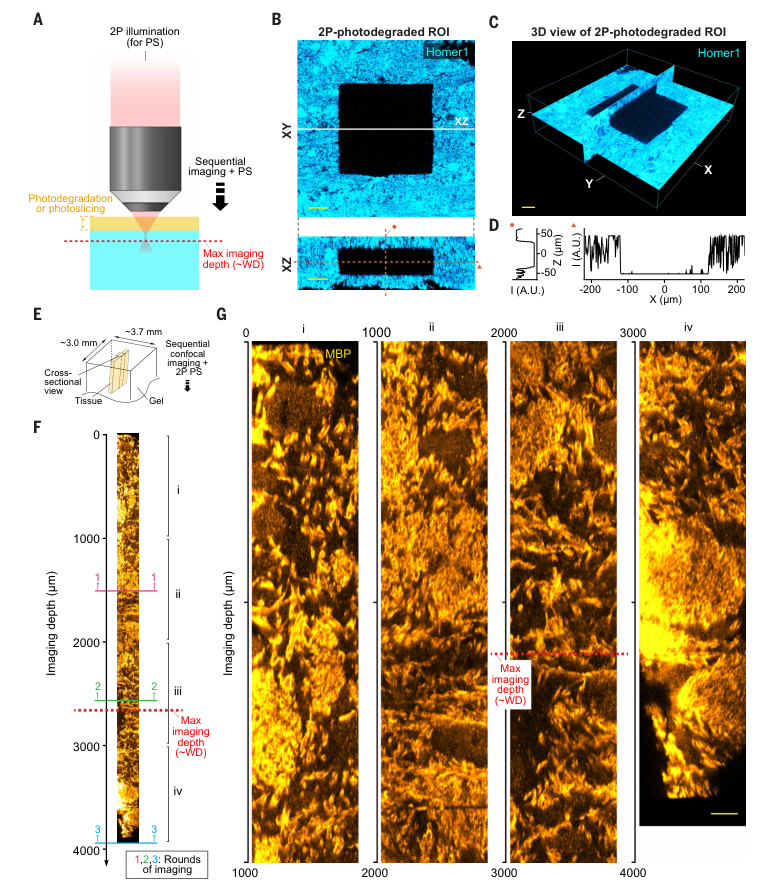 A
2P illumination
(for PS)
Sequential
imaging + PS
Photodegradation
or photoslicing
Max imaging
depth (~WD)
B
2P-photodegraded ROI
Homer1
XY
XZ
XZ
C
3D view of 2P-photodegraded ROI
Homer1
Z
Y
X
D
I (A.U.)
50
0
-50
Z (µm)
I (A.U.)
-200
-100
0
100
200
X (µm)
E
~3.0 mm
~3.7 mm
Sequential
confocal
imaging +
2P PS
Cross-
sectional
view
Tissue
Gel
F
0
1000
2000
3000
4000
Imaging depth (µm)
i
ii
iii
iv
1
1
2
2
3
3
Max
imaging
depth
(~WD)
1,2,3: Rounds
of imaging
G
i
ii
iii
iv
0
1000
2000
3000
MBP
Imaging depth (µm)
Max
imaging
depth
(~WD)
1000
2000
3000
4000